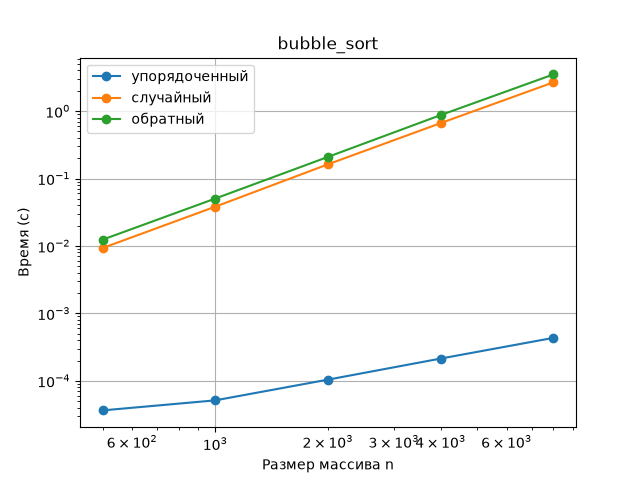 bubble_sort
упорядоченный
случайный
обратный
Время (с)
10⁰
10⁻¹
10⁻²
10⁻³
10⁻⁴
6 × 10² 10³ 2 × 10³ 3 × 10³ 4 × 10³ 6 × 10³
Размер массива n